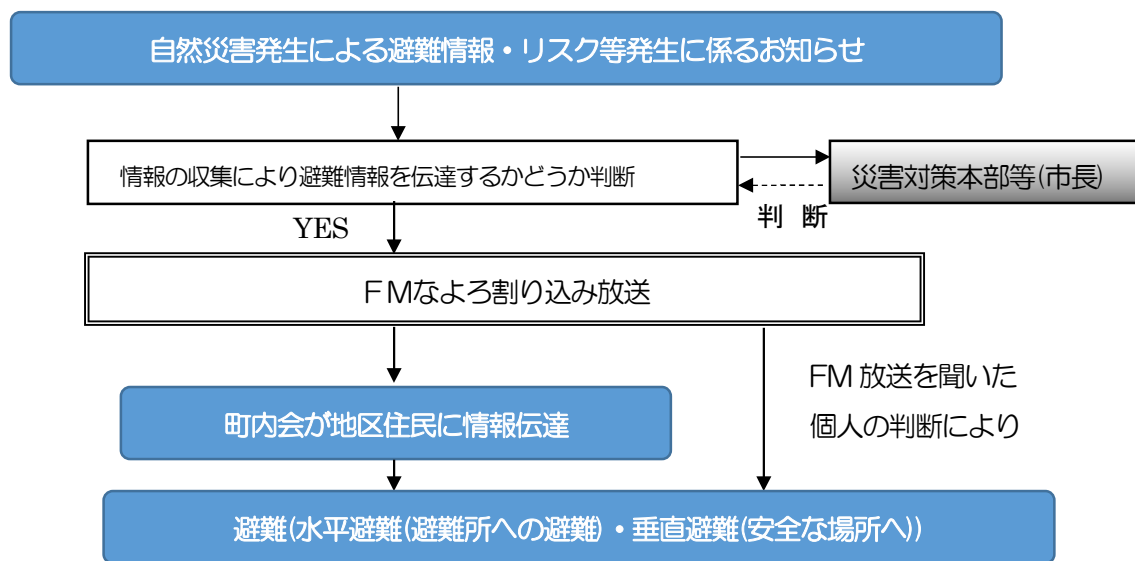 自然災害発生による避難情報・リスク等発生に係るお知らせ
情報の収集により避難情報を伝達するかどうか判断
災害対策本部等(市長)
判 断
YES
ＦＭなよろ割り込み放送
FM 放送を聞いた
個人の判断により
町内会が地区住民に情報伝達
避難(水平避難(避難所への避難)・垂直避難(安全な場所へ))